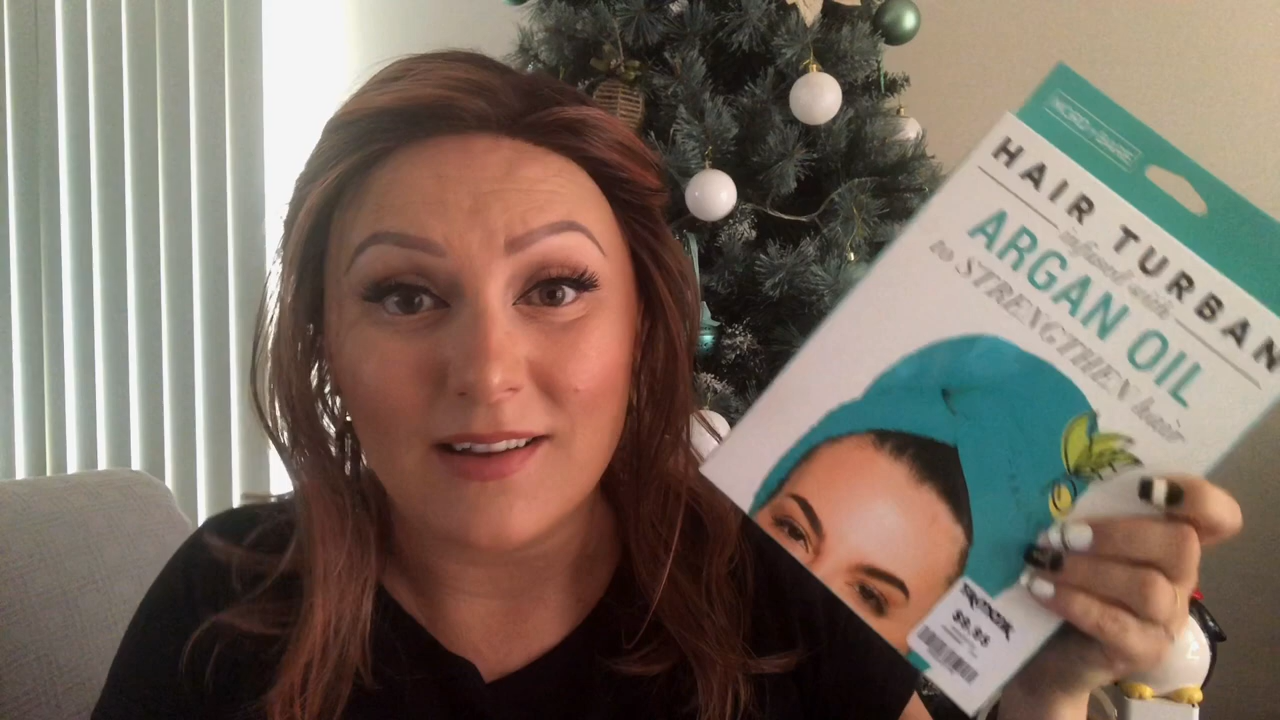 HAIR TURBAN
infused with
ARGAN OIL
to STRENGTHEN hair